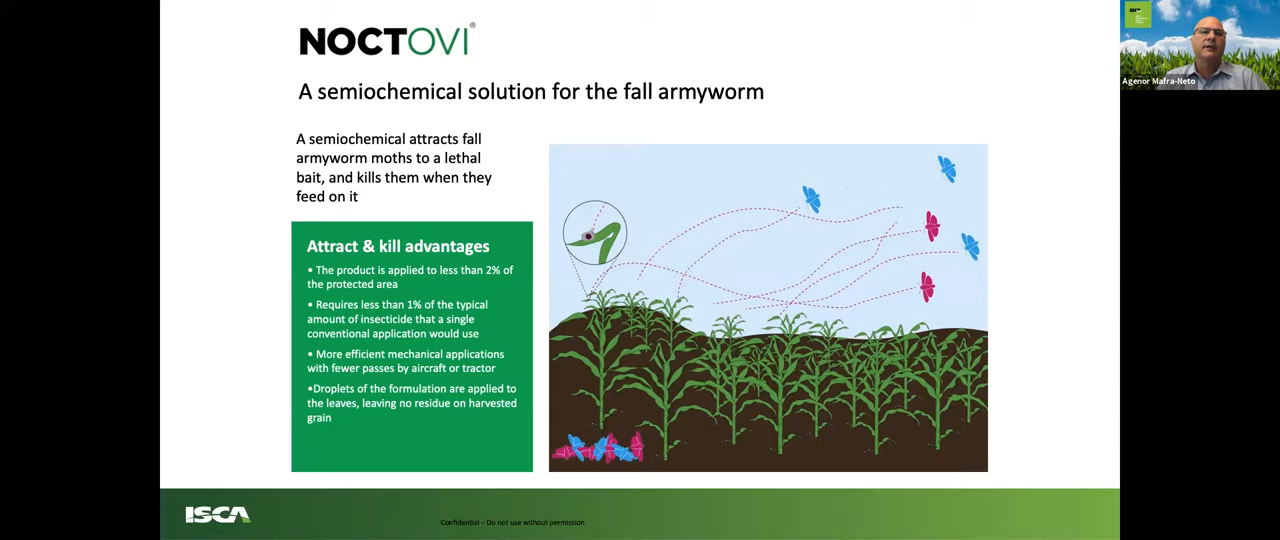 NOCTOVI®
A semiochemical solution for the fall armyworm
A semiochemical attracts fall
armyworm moths to a lethal
bait, and kills them when they
feed on it
Attract & kill advantages
• The product is applied to less than 2% of
the protected area
• Requires less than 1% of the typical
amount of insecticide that a single
conventional application would use
• More efficient mechanical applications
with fewer passes by aircraft or tractor
•Droplets of the formulation are applied to
the leaves, leaving no residue on harvested
grain
ISCA
Confidential – Do not use without permission
ISCA
Agenor Mafra-Neto